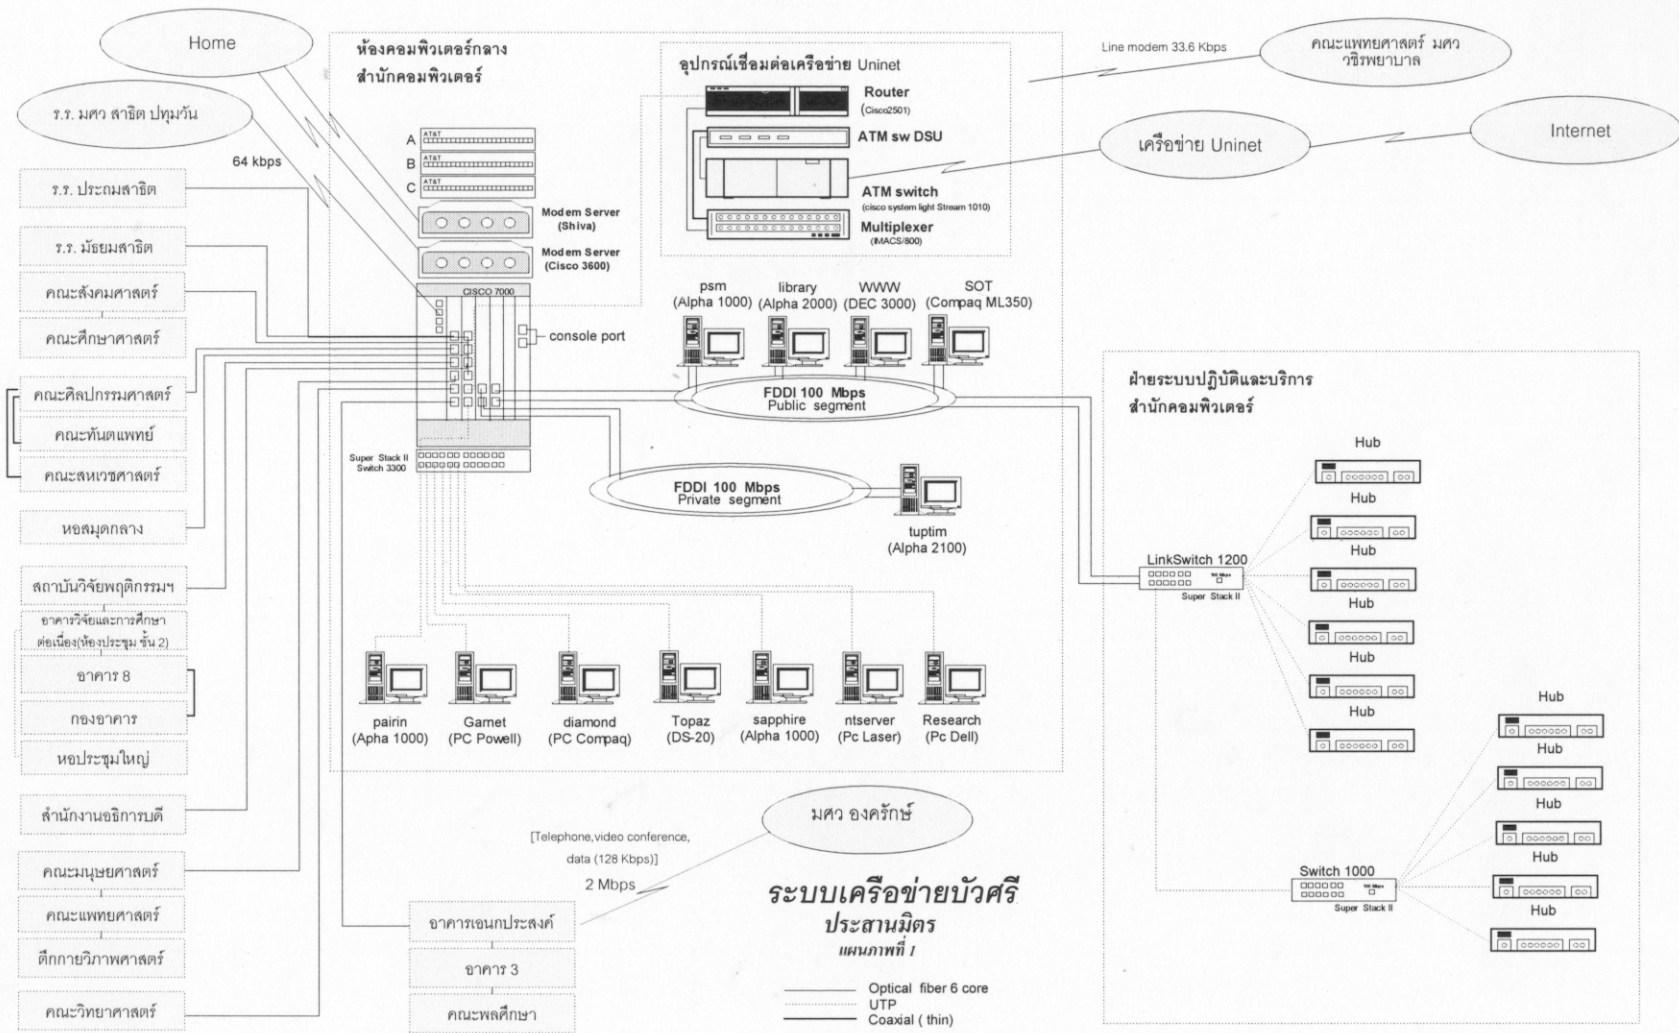 Home
ร.ร. มศว สาธิต ปทุมวัน
64 kbps
ร.ร. ประถมสาธิต
ร.ร. มัธยมสาธิต
คณะสังคมศาสตร์
คณะศึกษาศาสตร์
คณะศิลปกรรมศาสตร์
คณะทันตแพทย์
คณะสหเวชศาสตร์
หอสมุดกลาง
สถาบันวิจัยพฤติกรรมฯ
อาคารวิจัยและการศึกษา
ต่อเนื่อง(ห้องประชุม ชั้น 2)
อาคาร 8
กองอาคาร
หอประชุมใหญ่
สำนักงานอธิการบดี
คณะมนุษยศาสตร์
คณะแพทยศาสตร์
ตึกกายวิภาคศาสตร์
คณะวิทยาศาสตร์
ห้องคอมพิวเตอร์กลาง
สำนักคอมพิวเตอร์
A
AT&T
B
AT&T
C
AT&T
Modem Server
(Shiva)
Modem Server
(Cisco 3600)
CISCO 7000
console port
Super Stack II
Switch 3300
อุปกรณ์เชื่อมต่อเครือข่าย Uninet
Router
(Cisco2501)
ATM sw DSU
ATM switch
(cisco system light Stream 1010)
Multiplexer
(IMACS/800)
Line modem 33.6 Kbps
คณะแพทยศาสตร์ มศว
วชิรพยาบาล
เครือข่าย Uninet
Internet
psm
(Alpha 1000)
library
(Alpha 2000)
WWW
(DEC 3000)
SOT
(Compaq ML350)
FDDI 100 Mbps
Public segment
FDDI 100 Mbps
Private segment
tuptim
(Alpha 2100)
pairin
(Apha 1000)
Garnet
(PC Powell)
diamond
(PC Compaq)
Topaz
(DS-20)
sapphire
(Alpha 1000)
ntserver
(Pc Laser)
Research
(Pc Dell)
ฝ่ายระบบปฏิบัติและบริการ
สำนักคอมพิวเตอร์
Hub
Hub
Hub
Hub
Hub
Hub
LinkSwitch 1200
Super Stack II
Hub
Hub
Hub
Hub
Hub
Switch 1000
Super Stack II
มศว องครักษ์
[Telephone,video conference,
data (128 Kbps)]
2 Mbps
อาคารเอนกประสงค์
อาคาร 3
คณะพลศึกษา
ระบบเครือข่ายบัวศรี
ประสานมิตร
แผนภาพที่ 1
Optical fiber 6 core
UTP
Coaxial ( thin)